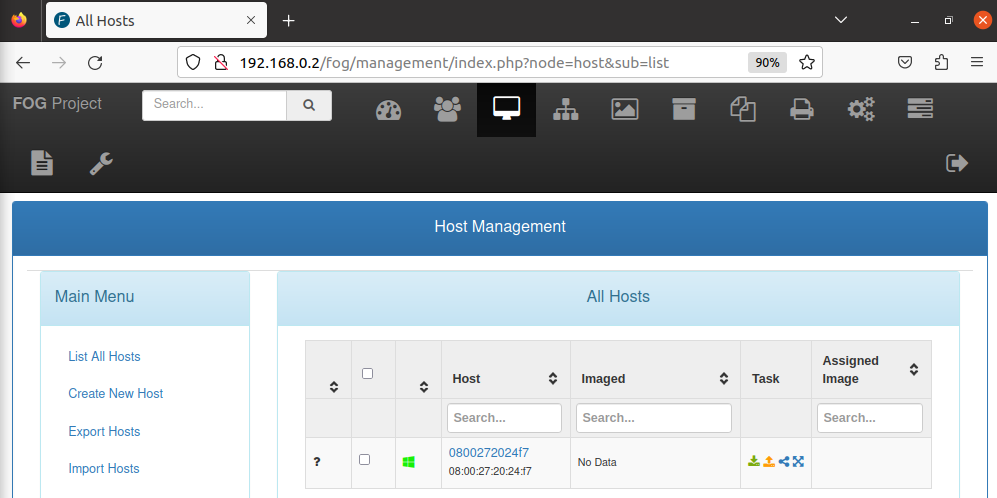 All Hosts
192.168.0.2/fog/management/index.php?node=host&sub=list
90%
FOG Project
Search...
Host Management
Main Menu
List All Hosts
Create New Host
Export Hosts
Import Hosts
All Hosts
Host Imaged Task Assigned
Image
Search... Search... Search...
? 0800272024f7 No Data
08:00:27:20:24:f7